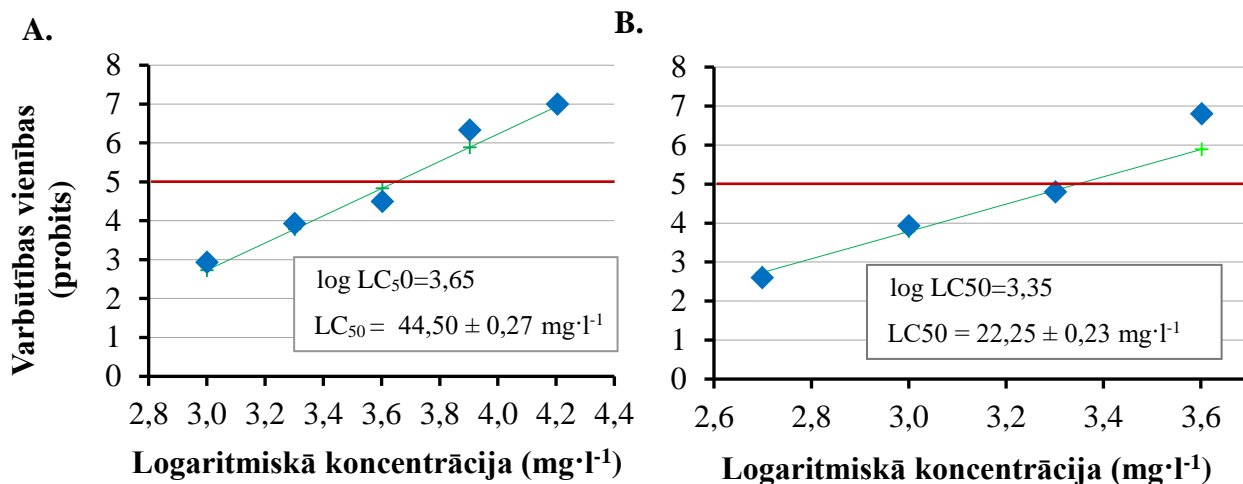 A.
8
7
6
5
4
3
2
1
0
Varbūtības vienības
(probits)
log LC₅0=3,65
LC₅₀ = 44,50 ± 0,27 mg·l⁻¹
2,8 3,0 3,2 3,4 3,6 3,8 4,0 4,2 4,4
Logaritmiskā koncentrācija (mg·l⁻¹)
B.
8
7
6
5
4
3
2
1
0
log LC50=3,35
LC50 = 22,25 ± 0,23 mg·l⁻¹
2,6 2,8 3,0 3,2 3,4 3,6
Logaritmiskā koncentrācija (mg·l⁻¹)